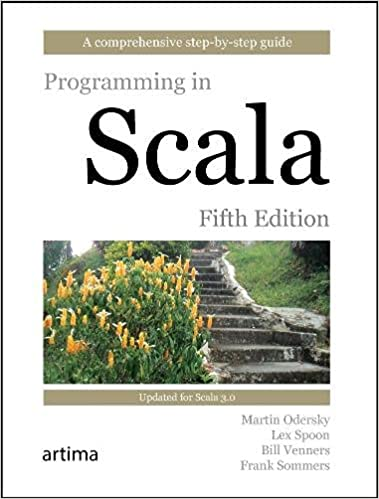 A comprehensive step-by-step guide
Programming in
Scala
Fifth Edition
Updated for Scala 3.0
Martin Odersky
Lex Spoon
Bill Venners
Frank Sommers
artima